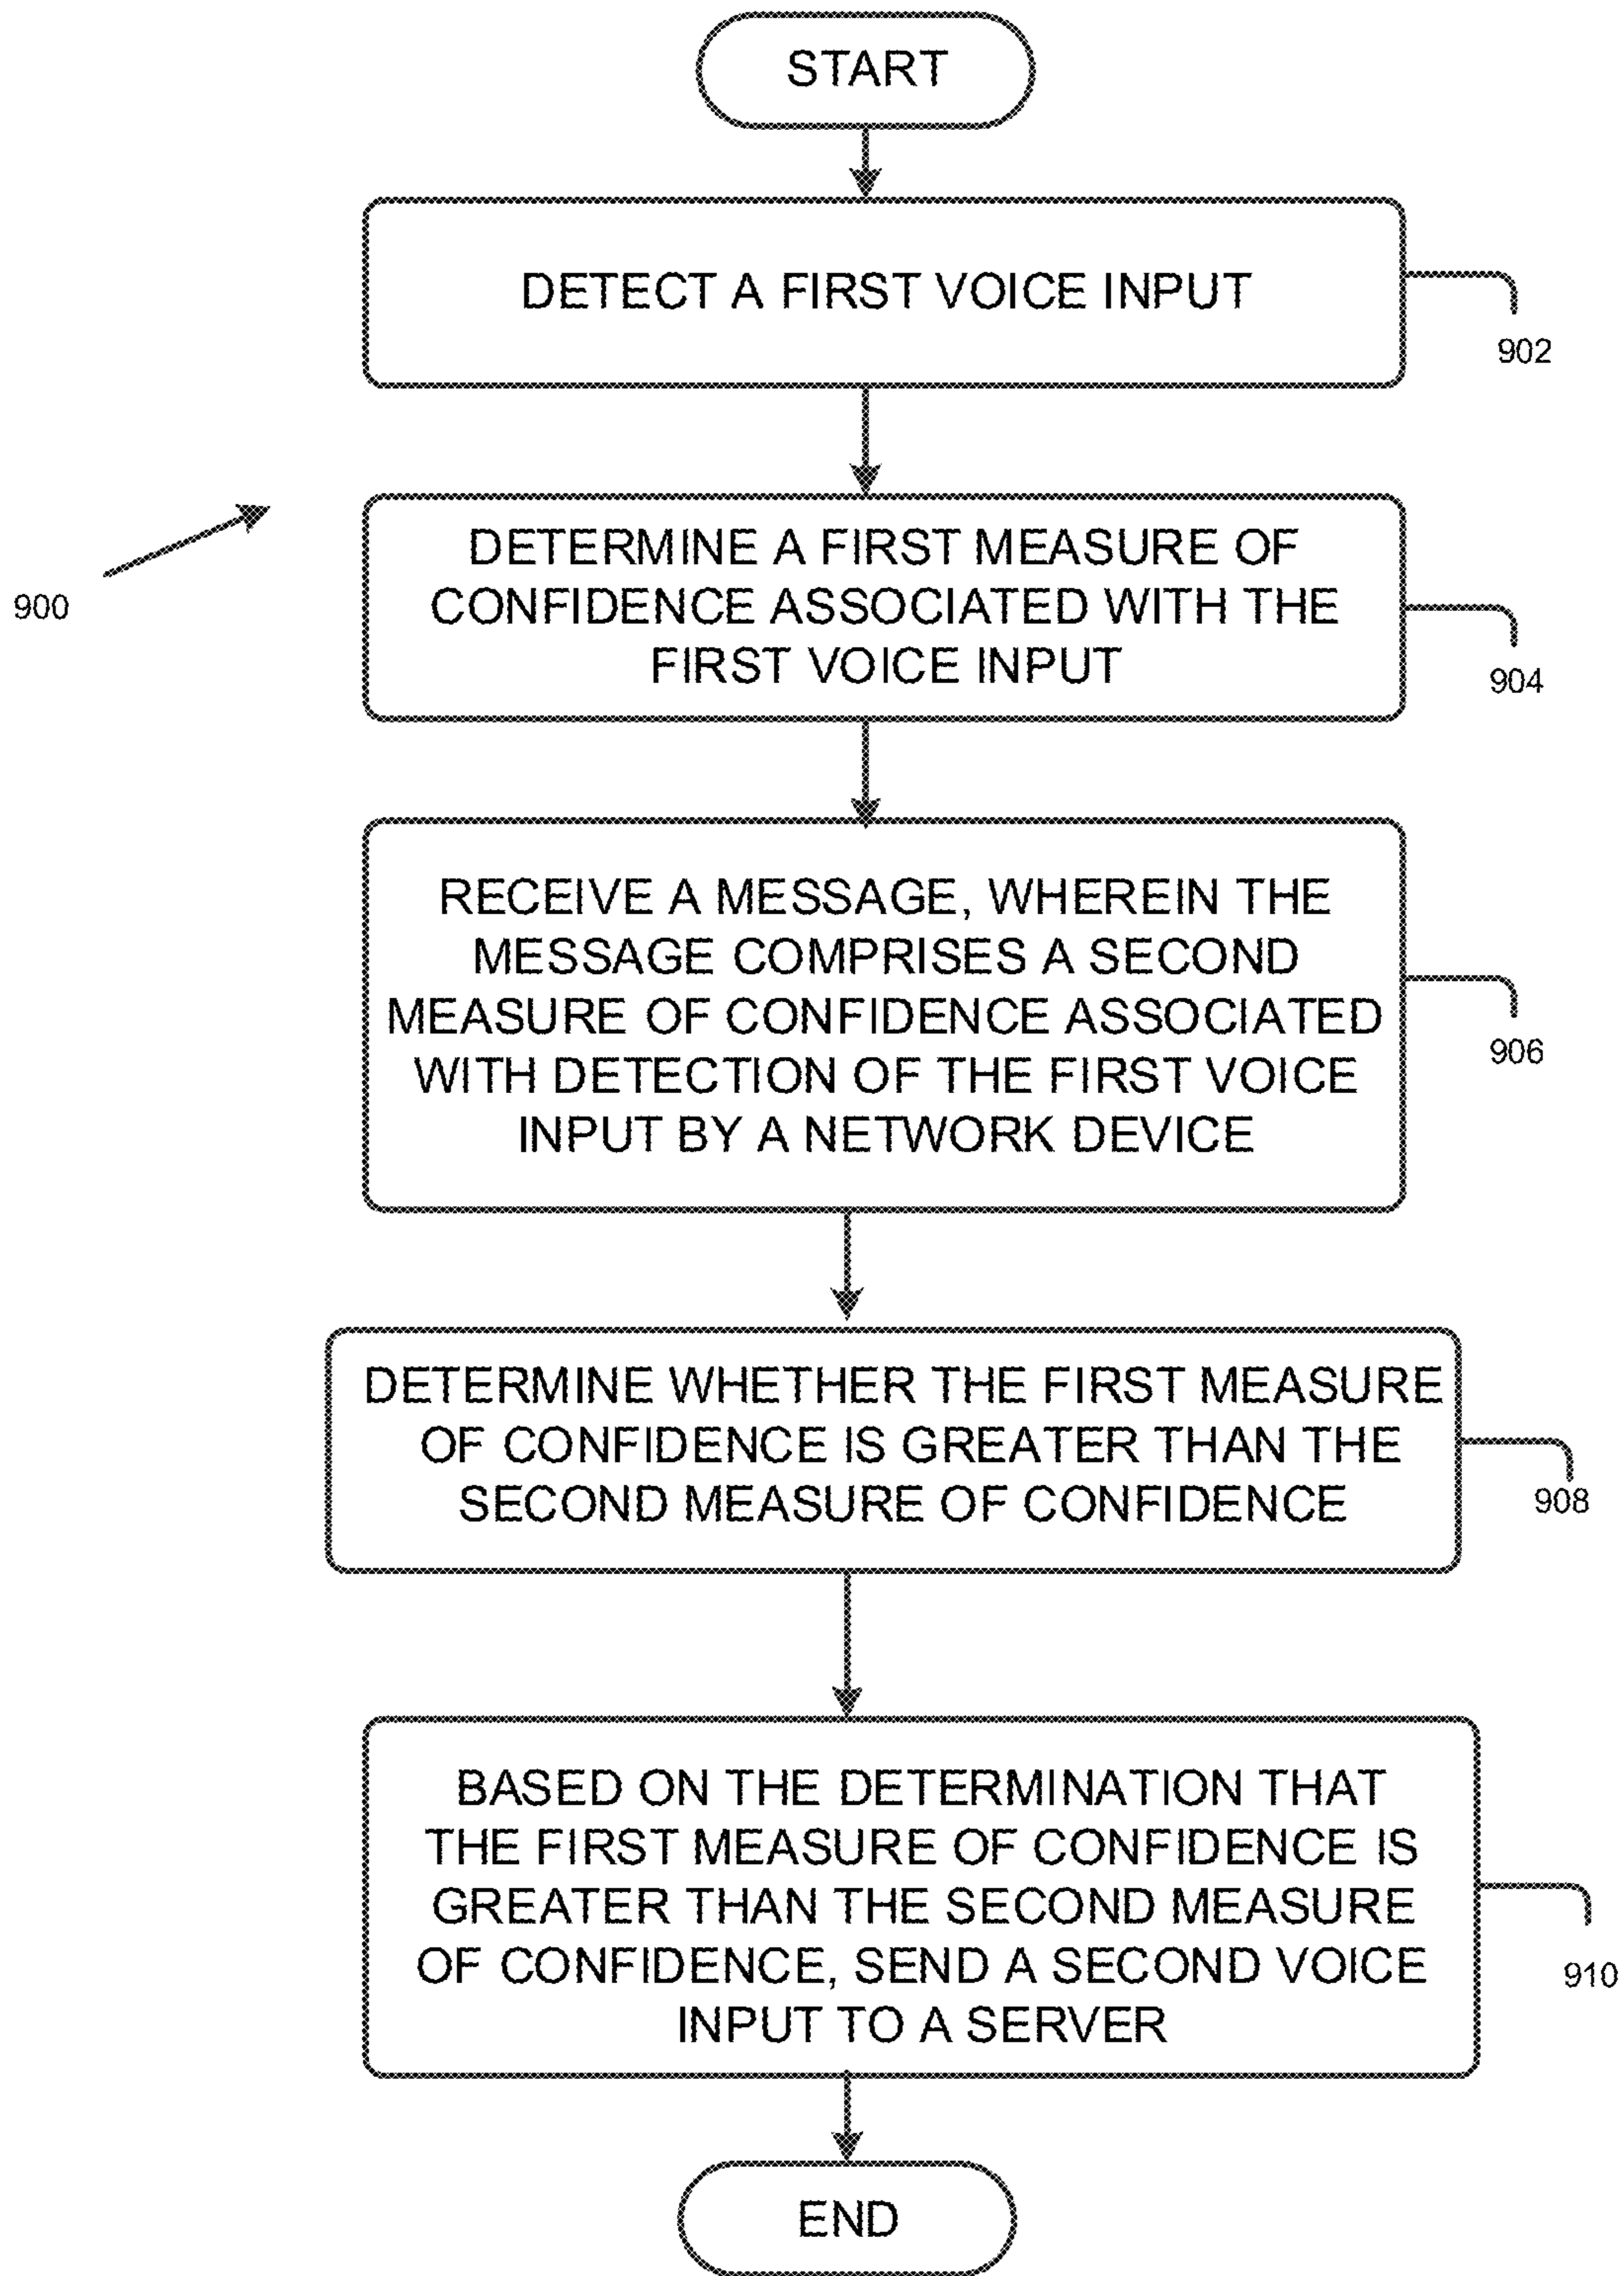 START
DETECT A FIRST VOICE INPUT
902
900
DETERMINE A FIRST MEASURE OF
CONFIDENCE ASSOCIATED WITH THE
FIRST VOICE INPUT
904
RECEIVE A MESSAGE, WHEREIN THE
MESSAGE COMPRISES A SECOND
MEASURE OF CONFIDENCE ASSOCIATED
WITH DETECTION OF THE FIRST VOICE
INPUT BY A NETWORK DEVICE
906
DETERMINE WHETHER THE FIRST MEASURE
OF CONFIDENCE IS GREATER THAN THE
SECOND MEASURE OF CONFIDENCE
908
BASED ON THE DETERMINATION THAT
THE FIRST MEASURE OF CONFIDENCE IS
GREATER THAN THE SECOND MEASURE
OF CONFIDENCE, SEND A SECOND VOICE
INPUT TO A SERVER
910
END